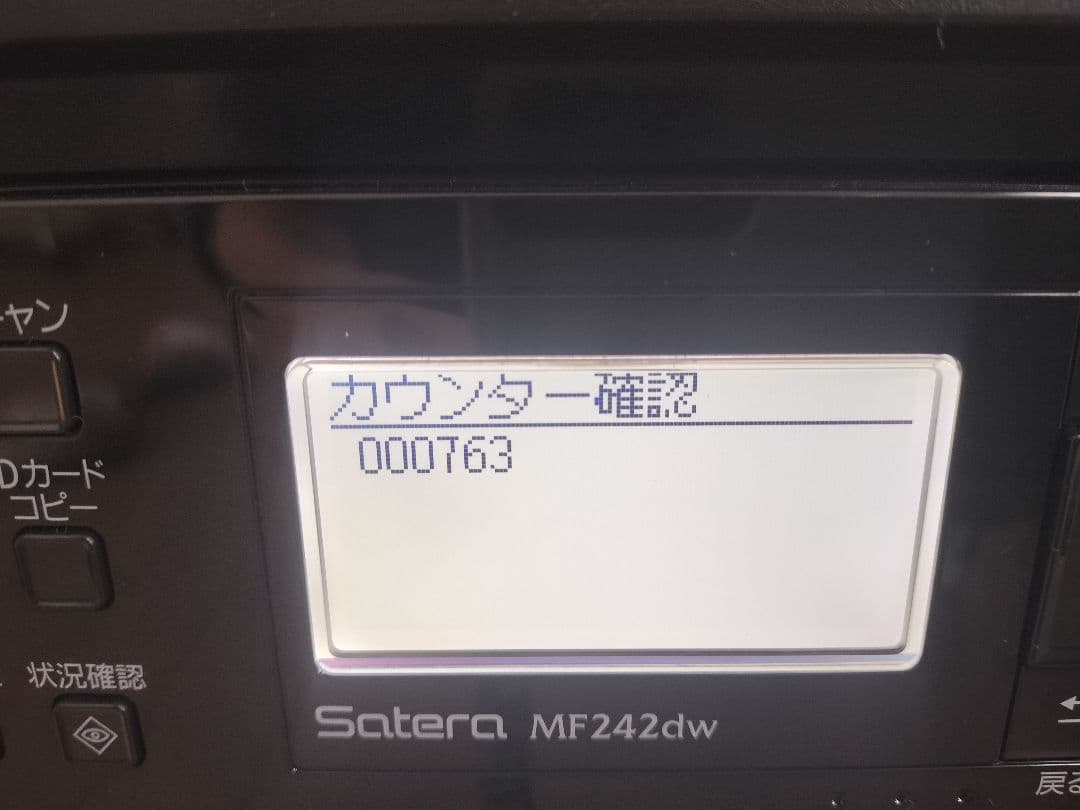 カウンター確認
000763
ャン
Dカード
コピー
状況確認
Satera MF242dw
戻る